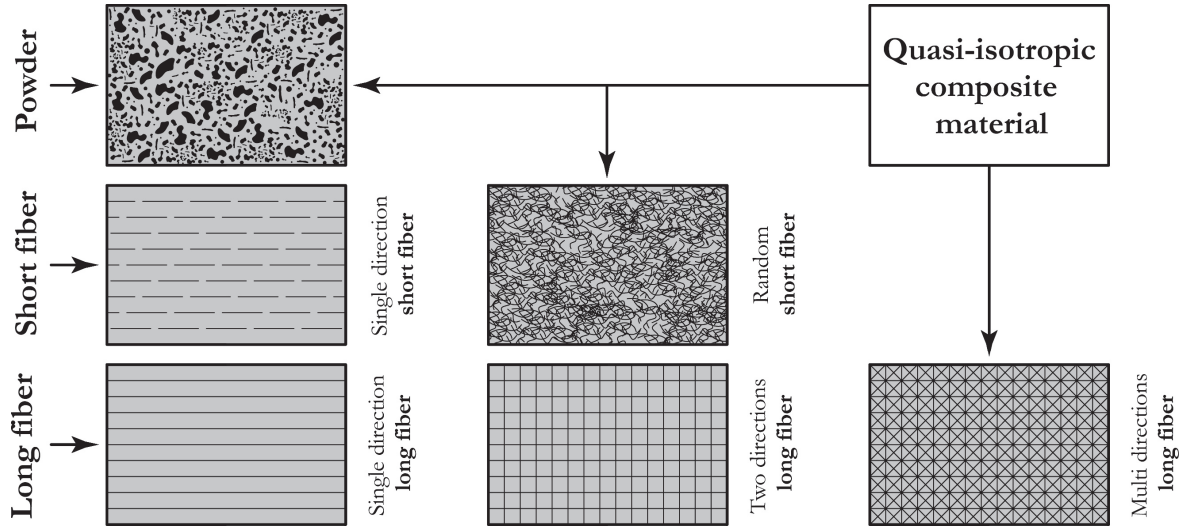 Powder
Quasi-isotropic
composite
material
Short fiber
Single direction
short fiber
Random
short fiber
Long fiber
Single direction
long fiber
Two directions
long fiber
Multi directions
long fiber